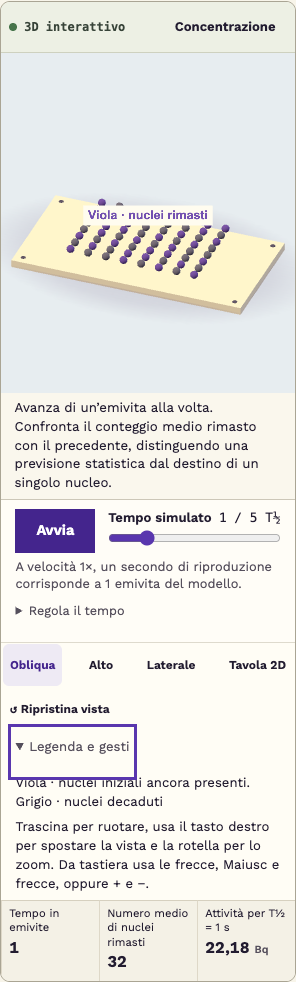 3D interattivo
Concentrazione
Viola · nuclei rimasti
Avanza di un’emivita alla volta.
Confronta il conteggio medio rimasto
con il precedente, distinguendo una
previsione statistica dal destino di un
singolo nucleo.
Avvia
Tempo simulato 1 / 5 T½
A velocità 1×, un secondo di riproduzione
corrisponde a 1 emivita del modello.
▶ Regola il tempo
Obliqua
Alto
Laterale
Tavola 2D
↺ Ripristina vista
▼ Legenda e gesti
Viola · nuclei iniziali ancora presenti.
Grigio · nuclei decaduti
Trascina per ruotare, usa il tasto destro
per spostare la vista e la rotella per lo
zoom. Da tastiera usa le frecce, Maiusc e
frecce, oppure + e −.
Tempo in
emivite
1
Numero medio
di nuclei
rimasti
32
Attività per T½
= 1 s
22,18 Bq